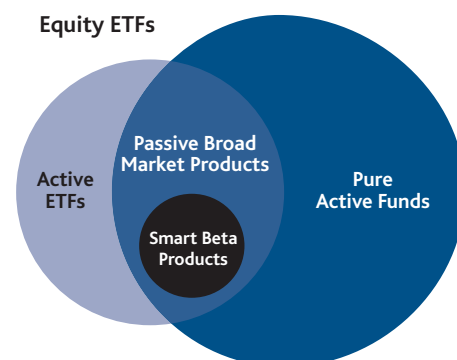 Equity ETFs
Passive Broad
Market Products
Active
ETFs
Pure
Active Funds
Smart Beta
Products